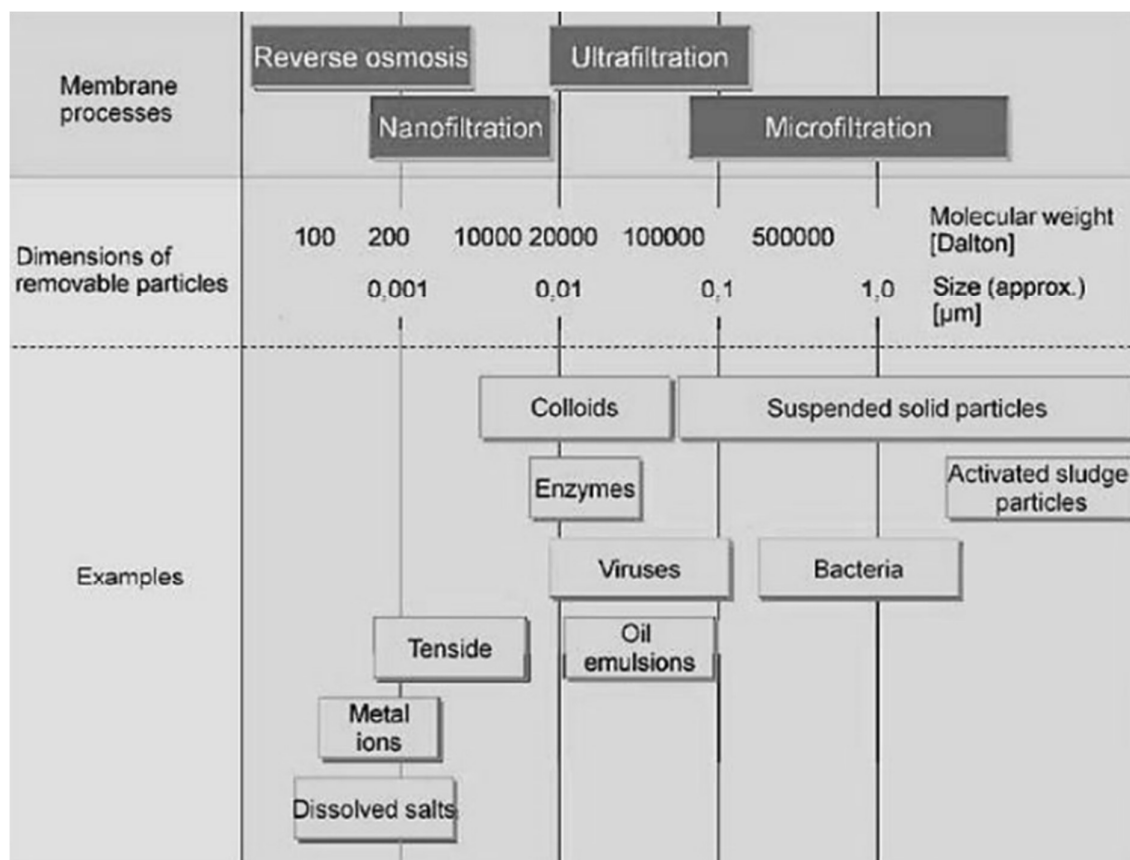 Membrane
processes
Reverse osmosis
Ultrafiltration
Nanofiltration
Microfiltration
Dimensions of
removable particles
100 200 10000 20000 100000 500000
Molecular weight
[Dalton]
0,001 0,01 0,1 1,0
Size (approx.)
[µm]
Examples
Colloids
Suspended solid particles
Enzymes
Activated sludge
particles
Viruses
Bacteria
Tenside
Oil
emulsions
Metal
ions
Dissolved salts